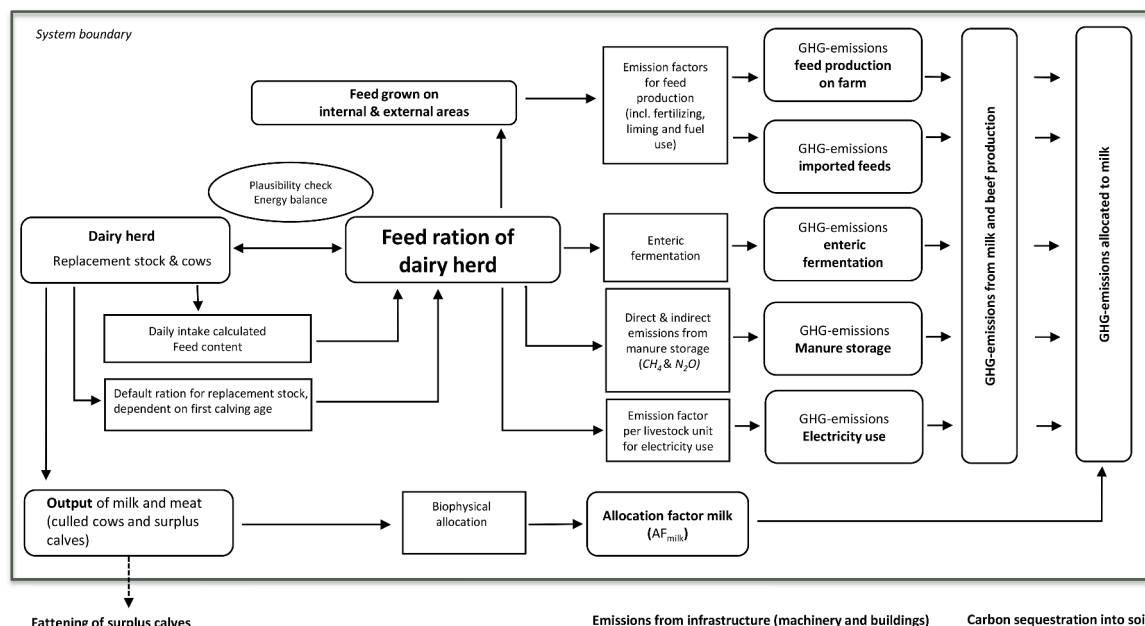 System boundary
Feed grown on
internal & external areas
Emission factors
for feed
production
(incl. fertilizing,
liming and fuel
use)
GHG-emissions
feed production
on farm
GHG-emissions
imported feeds
Plausibility check
Energy balance
Dairy herd
Replacement stock & cows
Feed ration of
dairy herd
Enteric
fermentation
GHG-emissions
enteric
fermentation
Daily intake calculated
Feed content
Direct & indirect
emissions from
manure storage
(CH₄ & N₂O)
GHG-emissions
Manure storage
Default ration for replacement stock,
dependent on first calving age
Emission factor
per livestock unit
for electricity use
GHG-emissions
Electricity use
GHG-emissions from milk and beef production
GHG-emissions allocated to milk
Output of milk and meat
(culled cows and surplus
calves)
Biophysical
allocation
Allocation factor milk
(AFmilk)
Fattening of surplus calves
Emissions from infrastructure (machinery and buildings)
Carbon sequestration into soi